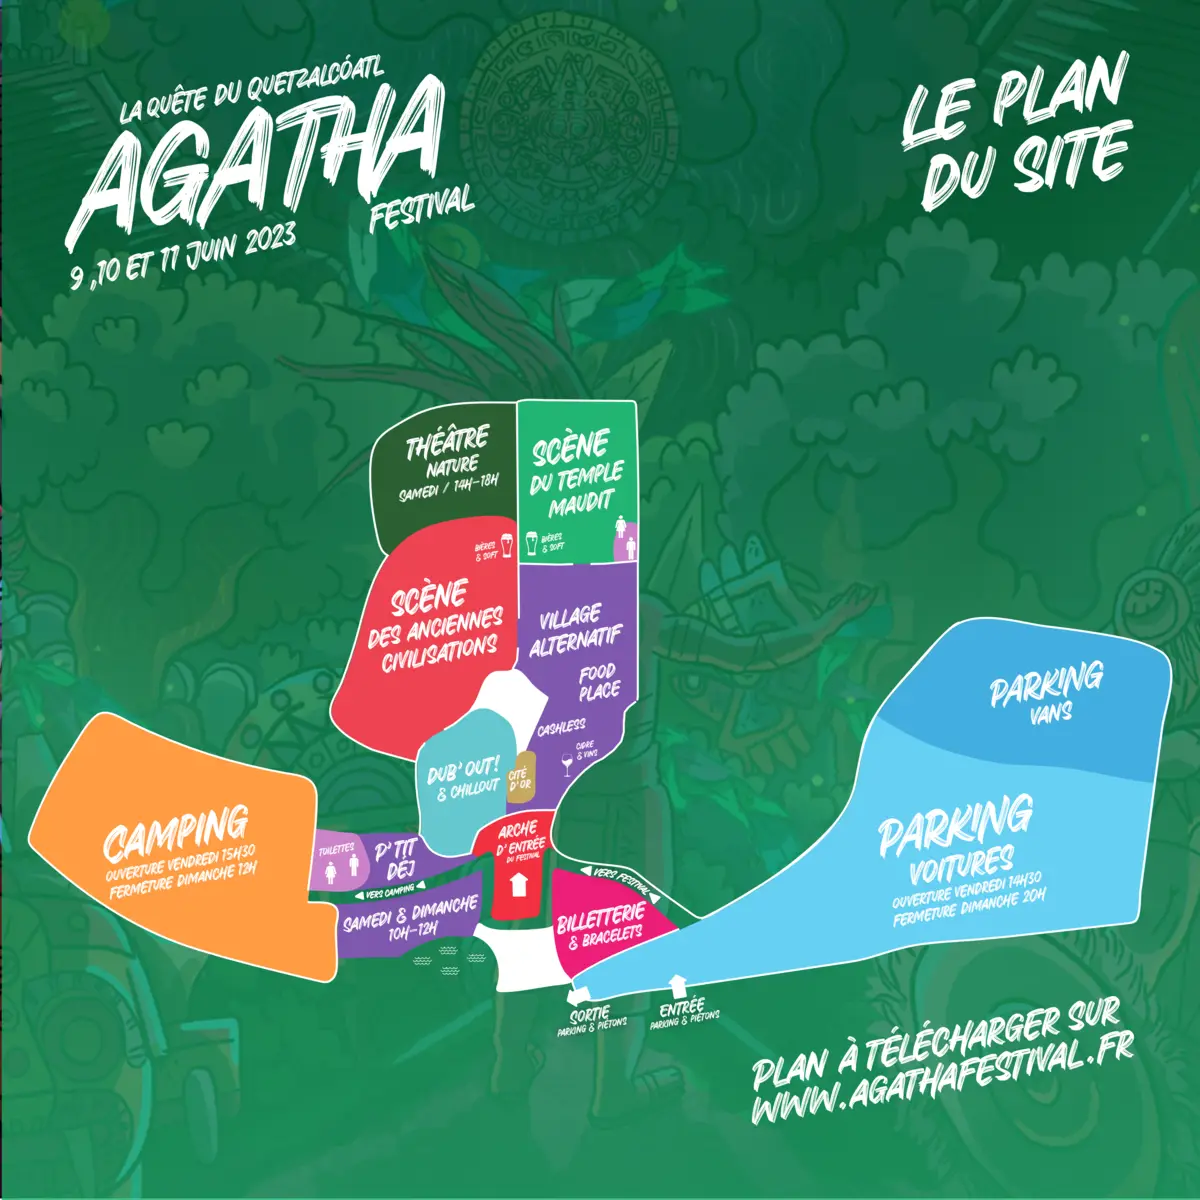 LA QUÊTE DU QUETZALCÓATL
AGATHA
FESTIVAL
9 ,10 ET 11 JUIN 2023
LE PLAN
DU SITE
THÉÂTRE
NATURE
SAMEDI / 14H-18H
SCÈNE
DU TEMPLE
MAUDIT
BIÈRES
& SOFT
BIÈRES
& SOFT
SCÈNE
DES ANCIENNES
CIVILISATIONS
VILLAGE
ALTERNATIF
FOOD
PLACE
CASHLESS
CIDRE
& VINS
DUB'OUT!
& CHILLOUT
CITÉ
D'OR
PARKING
VANS
CAMPING
OUVERTURE VENDREDI 15H30
FERMETURE DIMANCHE 12H
TOILETTES
P'TIT
DÉJ
VERS CAMPING
SAMEDI & DIMANCHE
10H-12H
ARCHE
D'ENTRÉE
DU FESTIVAL
VERS FESTIVAL
BILLETTERIE
& BRACELETS
PARKING
VOITURES
OUVERTURE VENDREDI 14H30
FERMETURE DIMANCHE 20H
SORTIE
PARKING & PIÉTONS
ENTRÉE
PARKING & PIÉTONS
PLAN À TÉLÉCHARGER SUR
WWW.AGATHAFESTIVAL.FR